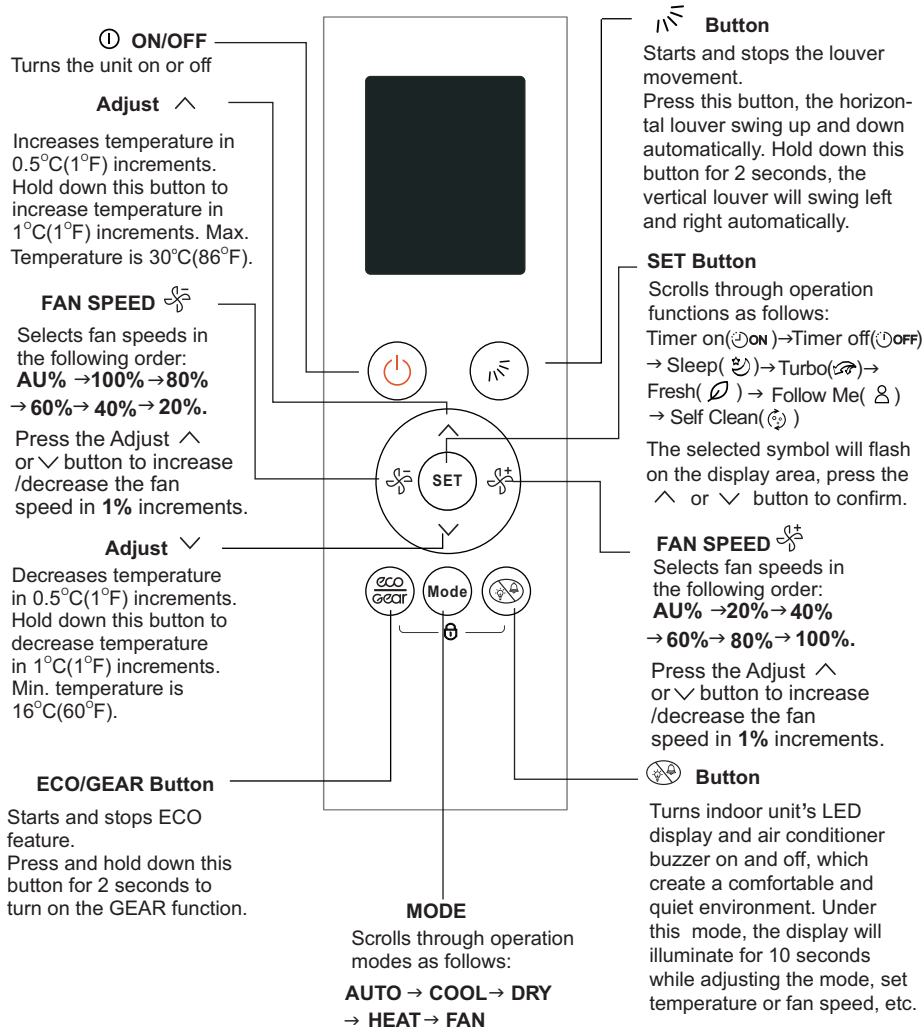 ON/OFF
Turns the unit on or off
Adjust
Increases temperature in
0.5°C(1°F) increments.
Hold down this button to
increase temperature in
1°C(1°F) increments. Max.
Temperature is 30°C(86°F).
FAN SPEED
Selects fan speeds in
the following order:
AU% →100% →80%
→ 60%→ 40%→ 20%.
Press the Adjust
or button to increase
/decrease the fan
speed in 1% increments.
Adjust
Decreases temperature
in 0.5°C(1°F) increments.
Hold down this button to
decrease temperature
in 1°C(1°F) increments.
Min. temperature is
16°C(60°F).
ECO/GEAR Button
Starts and stops ECO
feature.
Press and hold down this
button for 2 seconds to
turn on the GEAR function.
SET
eco
Gear
Mode
MODE
Scrolls through operation
modes as follows:
AUTO → COOL→ DRY
→ HEAT→ FAN
Button
Starts and stops the louver
movement.
Press this button, the horizon-
tal louver swing up and down
automatically. Hold down this
button for 2 seconds, the
vertical louver will swing left
and right automatically.
SET Button
Scrolls through operation
functions as follows:
Timer on( ON )→Timer off( OFF)
→ Sleep( )→ Turbo( )→
Fresh( ) → Follow Me( )
→ Self Clean( )
The selected symbol will flash
on the display area, press the
or button to confirm.
FAN SPEED
Selects fan speeds in
the following order:
AU% →20%→ 40%
→ 60%→ 80%→ 100%.
Press the Adjust
or button to increase
/decrease the fan
speed in 1% increments.
Button
Turns indoor unit's LED
display and air conditioner
buzzer on and off, which
create a comfortable and
quiet environment. Under
this mode, the display will
illuminate for 10 seconds
while adjusting the mode, set
temperature or fan speed, etc.